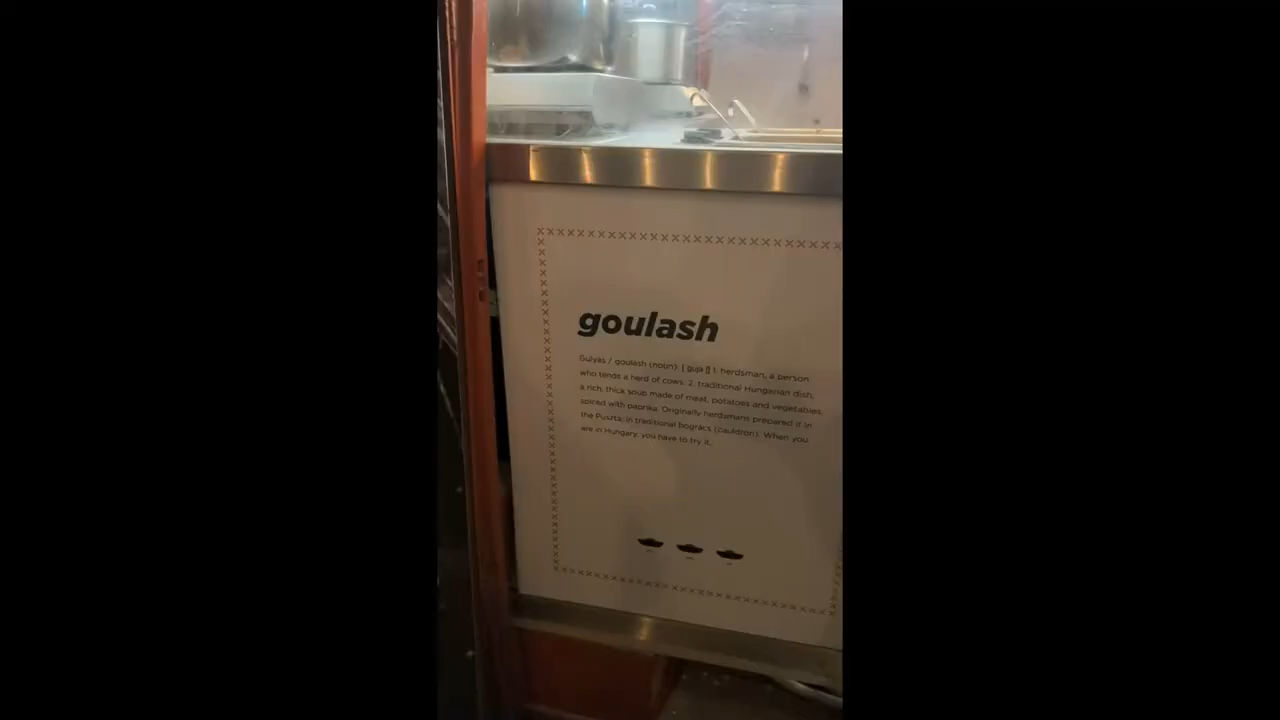 goulash
Gulyás / goulash (noun): 1. herdsman, a person
who tends a herd of cows. 2. traditional Hungarian dish,
a rich, thick soup made of meat, potatoes and vegetables,
spiced with paprika. Originally herdsmans prepared it in
the Puszta, in traditional bogrács (cauldron). When you
are in Hungary, you have to try it.